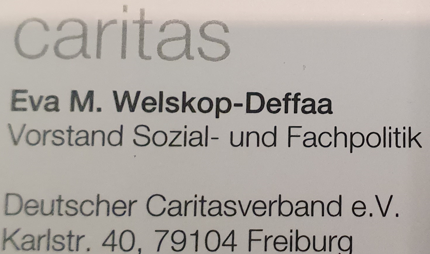 caritas
Eva M. Welskop-Deffaa
Vorstand Sozial- und Fachpolitik
Deutscher Caritasverband e.V.
Karlstr. 40, 79104 Freiburg